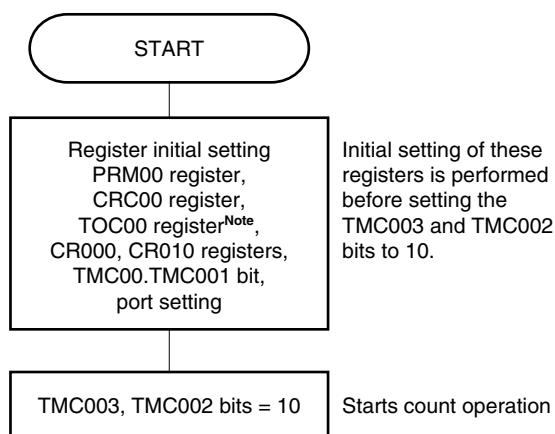 START
Register initial setting
PRM00 register,
CRC00 register,
TOC00 registerNote,
CR000, CR010 registers,
TMC00.TMC001 bit,
port setting
Initial setting of these
registers is performed
before setting the
TMC003 and TMC002
bits to 10.
TMC003, TMC002 bits = 10
Starts count operation